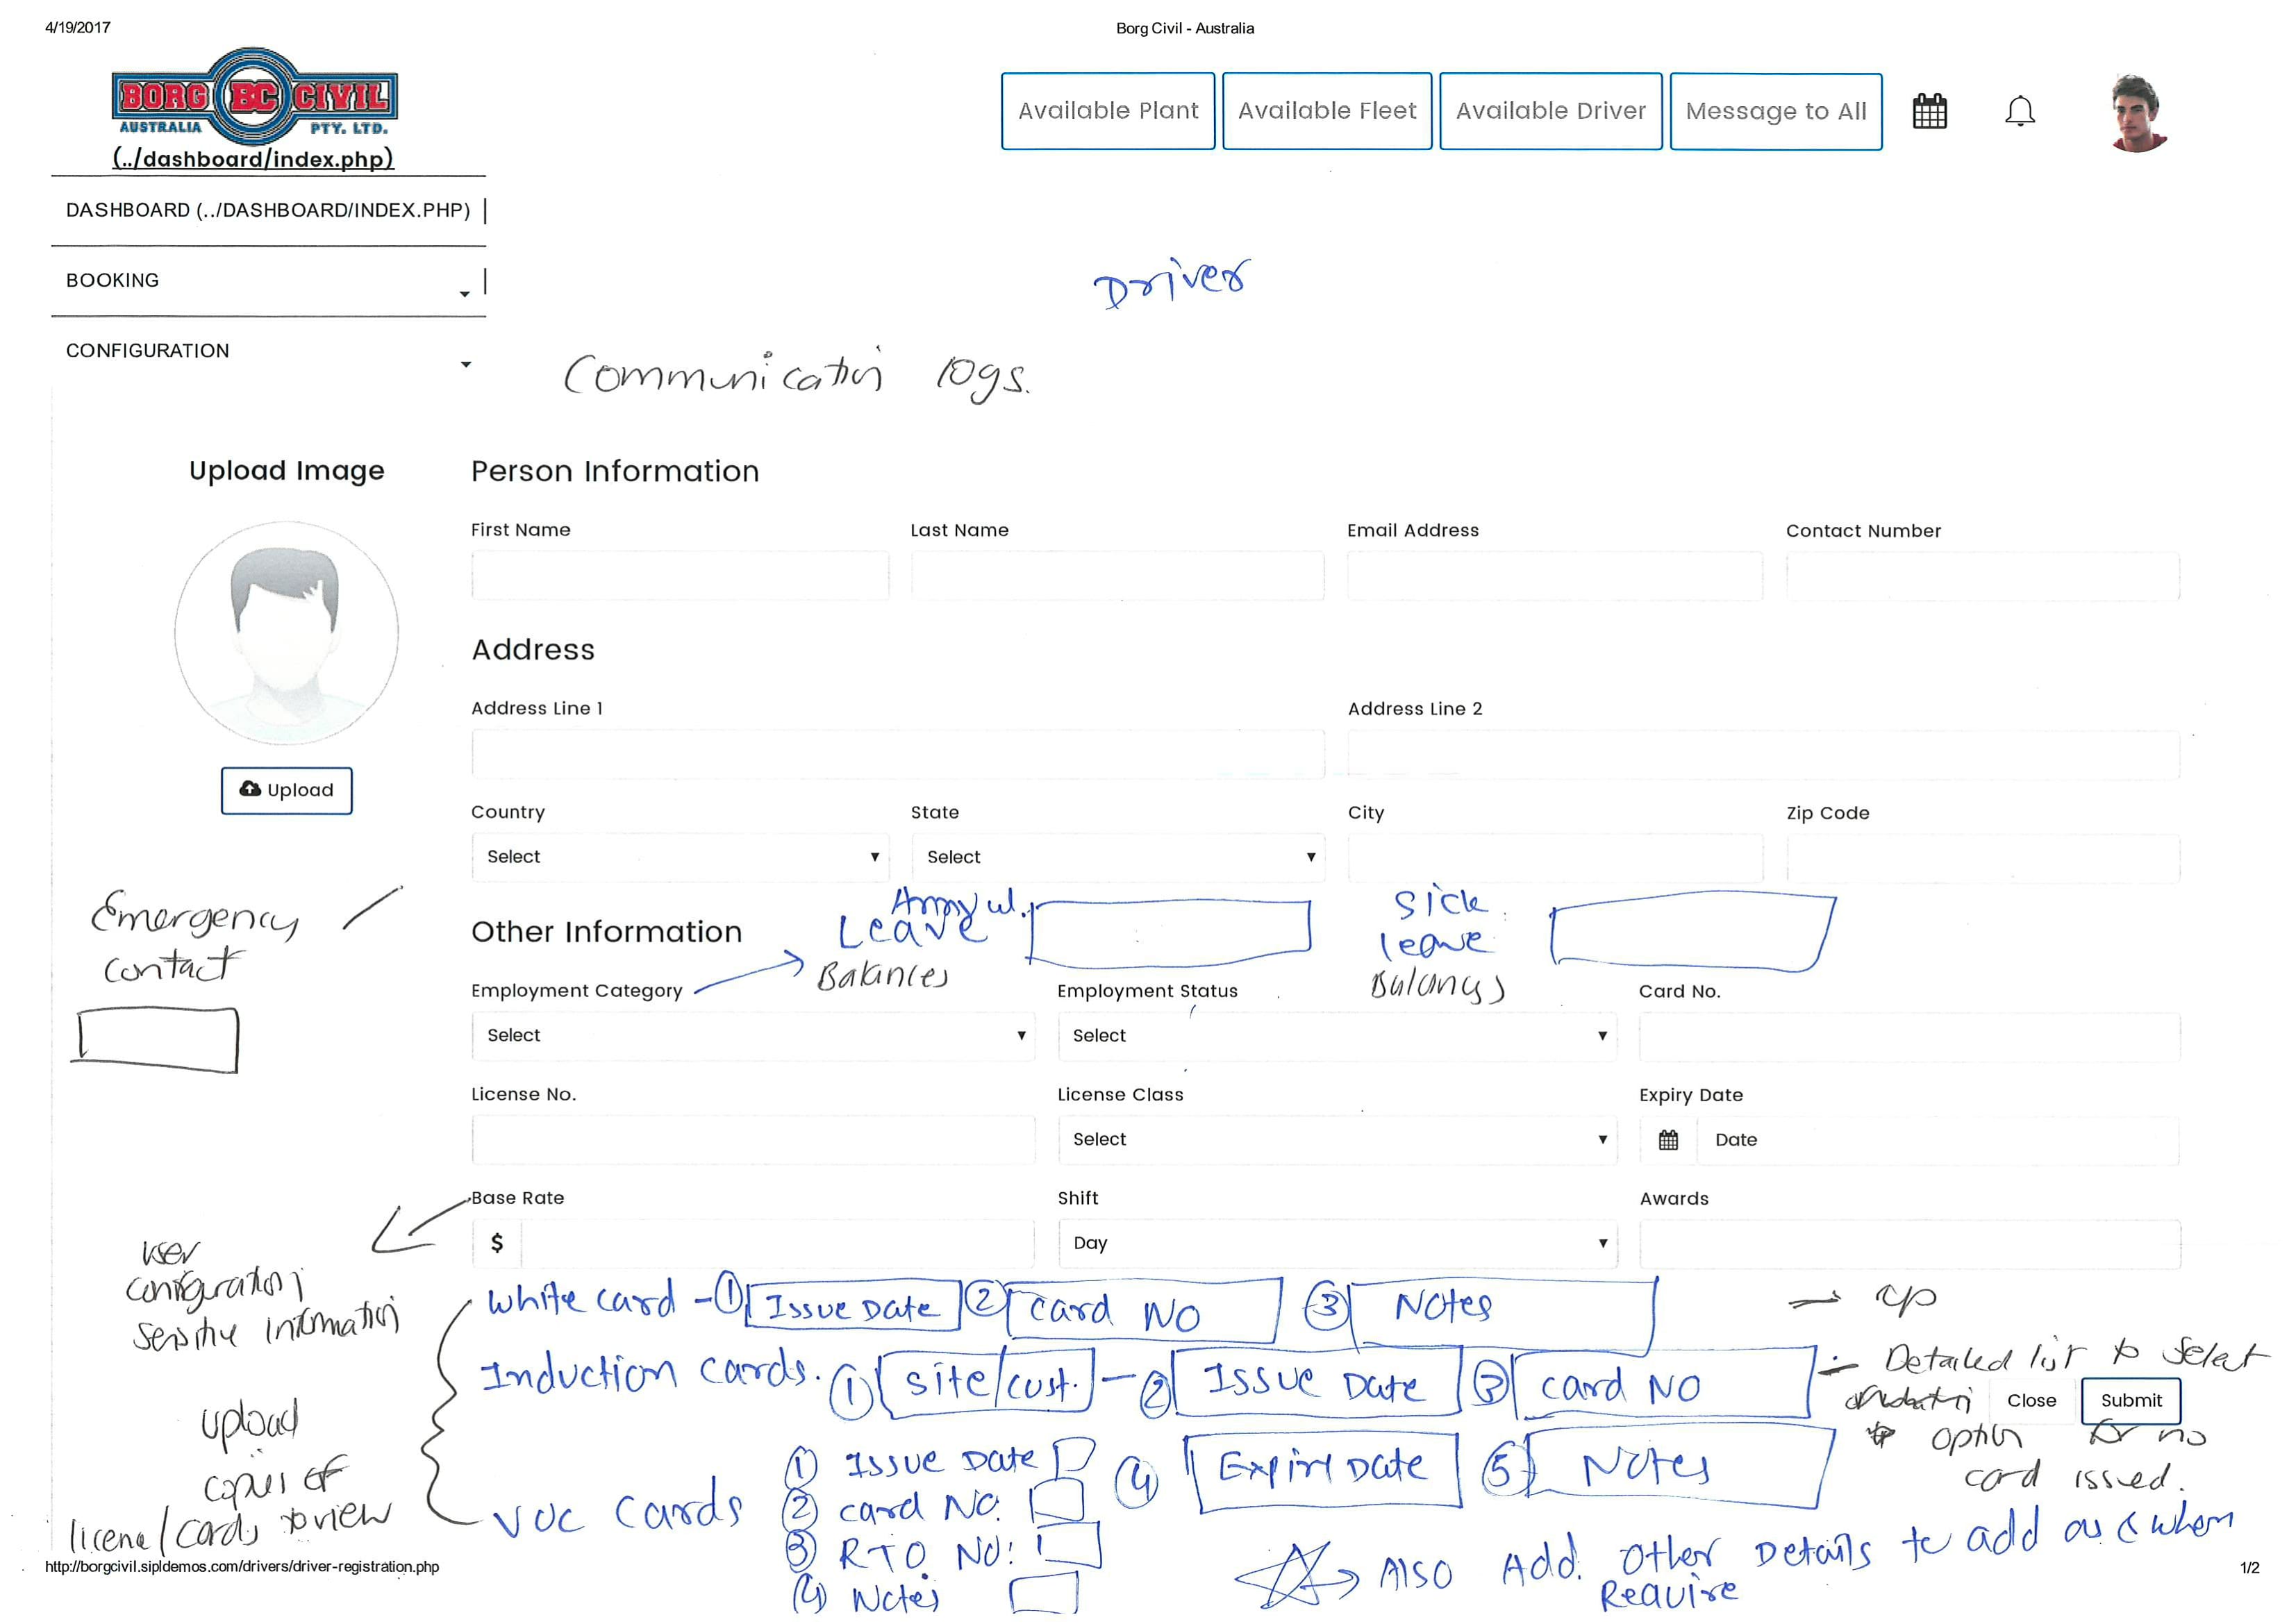 4/19/2017
Borg Civil - Australia
BORG BC CIVIL
AUSTRALIA PTY. LTD.
(../dashboard/index.php)
Available Plant
Available Fleet
Available Driver
Message to All
DASHBOARD (../DASHBOARD/INDEX.PHP)
BOOKING
CONFIGURATION
Driver
Communication logs.
Upload Image
Person Information
First Name
Last Name
Email Address
Contact Number
Address
Address Line 1
Address Line 2
Upload
Country
State
City
Zip Code
Select
Select
Emergency
contact
Other Information
Annual.
Leave
Balances
Sick
leave
Balances
Employment Category
Employment Status
Card No.
Select
Select
License No.
License Class
Expiry Date
Select
Date
Base Rate
Shift
Awards
$
Day
user
configuration
sensitive information
White card - ① Issue Date ② Card NO ③ Notes
Induction cards. ① site/cust. - ② Issue Date ③ card NO
④ Expiry Date ⑤ Notes
- Detailed list to select
option for no
card issued.
Close
Submit
upload
copies of
license/cards to view
VOC cards
① Issue Date
② card NO.
③ RTO NO:
④ Notes
Also Add. Other Details to add as & when
Require
http://borgcivil.sipldemos.com/drivers/driver-registration.php
1/2